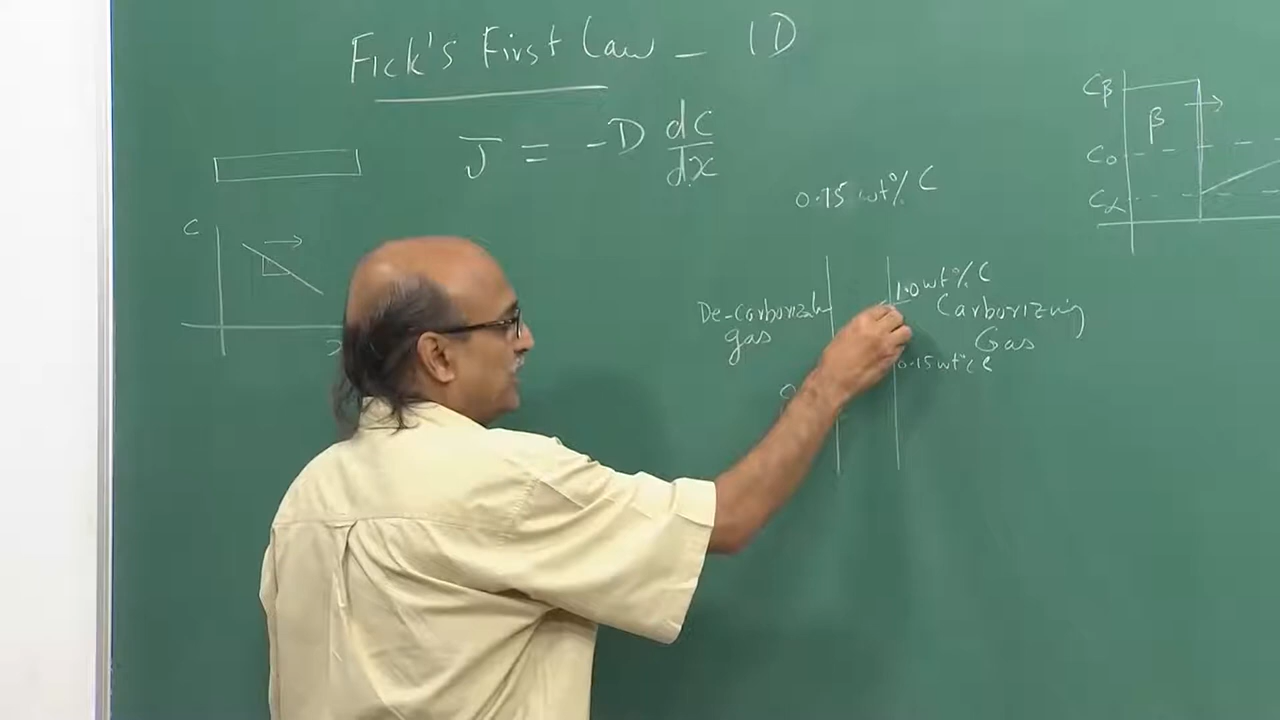 Fick's First Law - 1D
J = -D dC/dx
0.15 wt% C
C
Cβ
β
C0
Cα
1.0 wt% C
De-carburizing
gas
Carburizing
Gas
0.15 wt% C